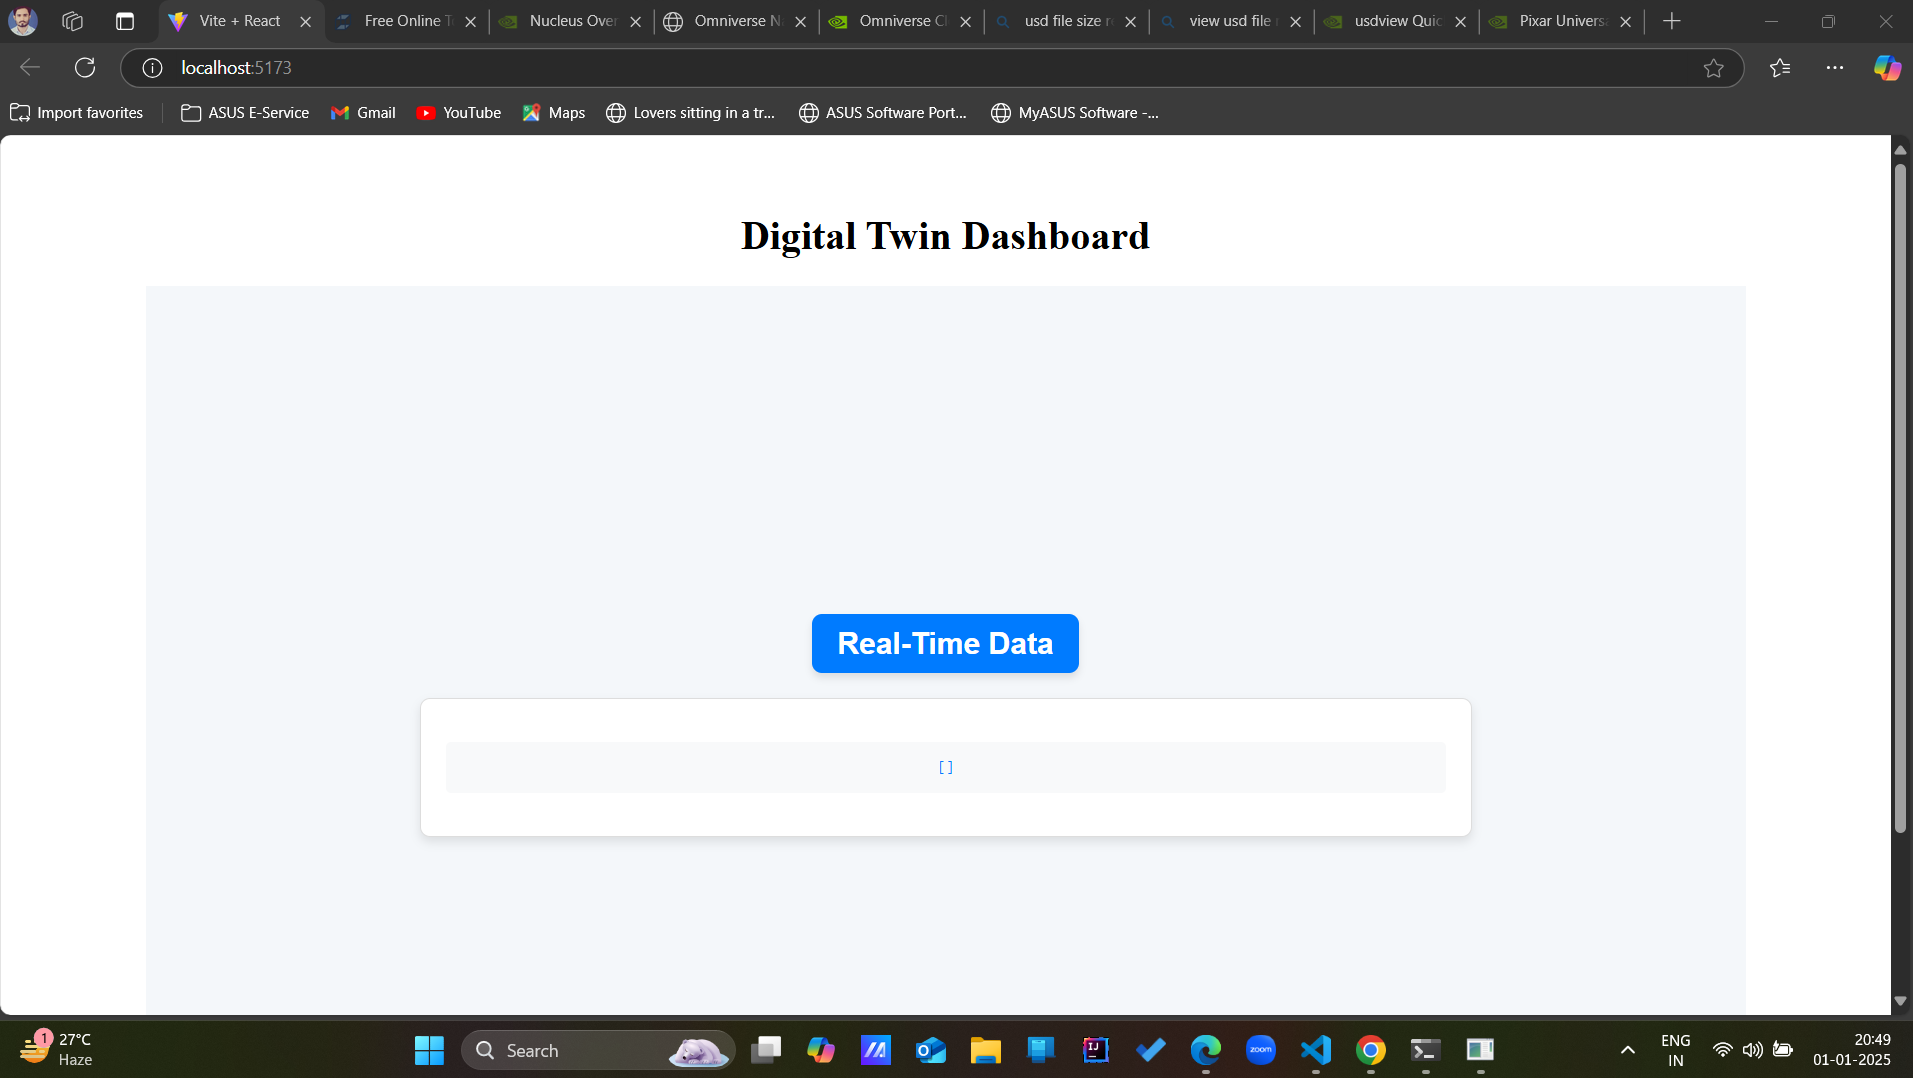 Vite + React
Free Online T
Nucleus Over
Omniverse N
Omniverse Cl
usd file size r
view usd file
usdview Quic
Pixar Univers
localhost:5173
Import favorites
ASUS E-Service
Gmail
YouTube
Maps
Lovers sitting in a tr...
ASUS Software Port...
MyASUS Software -...
Digital Twin Dashboard
Real-Time Data
[]
1
27°C
Haze
Search
IJ
zoom
ENG
IN
20:49
01-01-2025